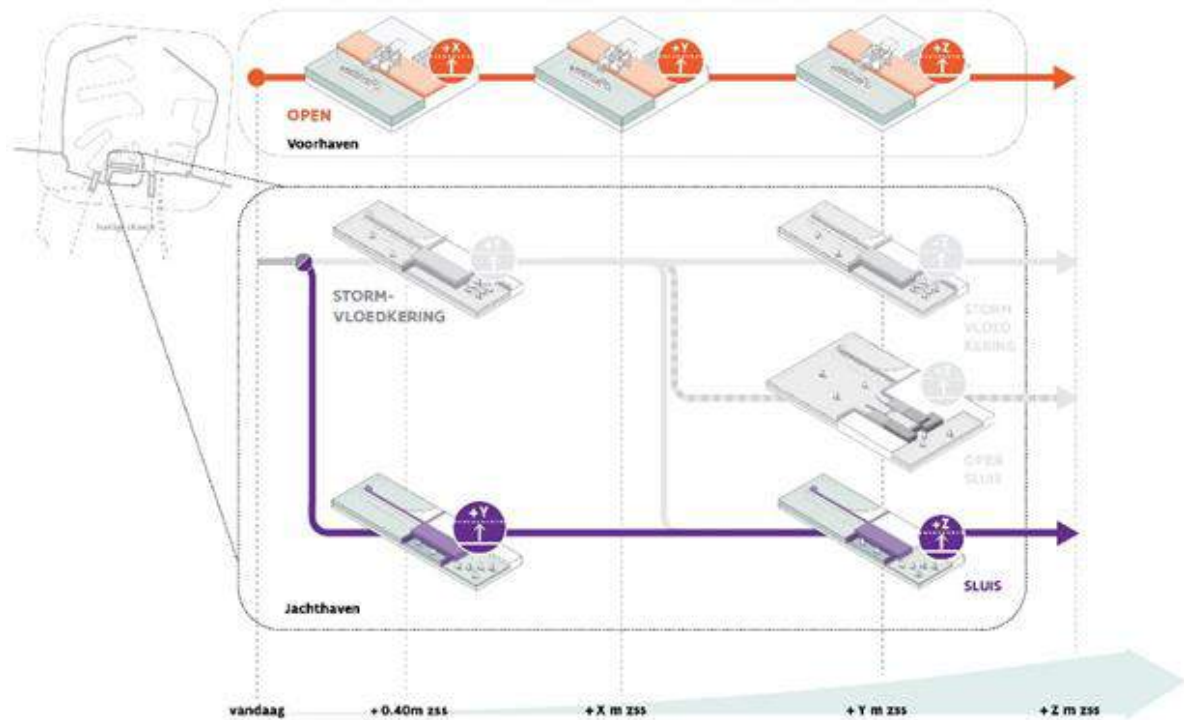 +X
+Y
+Z
OPEN
Voorhaven
+Y
+Z
STORM-
VLOEDKERING
STORM
VLOED
KERING
+Z
OPEN
SLUIS
+Y
+Z
SLUIS
Jachthaven
vandaag
+ 0.40m zss
+ X m zss
+ Y m zss
+ Z m zss